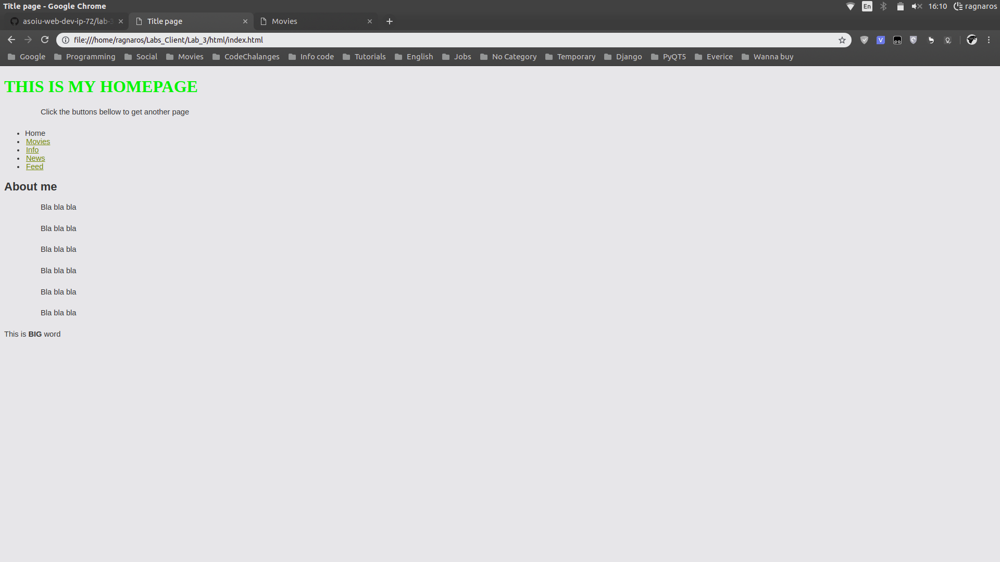 Title page - Google Chrome
En 16:10 ragnaros
asoiu-web-dev-ip-72/lab-3 Title page Movies
file:///home/ragnaros/Labs_Client/Lab_3/html/index.html
Google Programming Social Movies CodeChalanges Info code Tutorials English Jobs No Category Temporary Django PyQT5 Everice Wanna buy
THIS IS MY HOMEPAGE
Click the buttons bellow to get another page
Home
Movies
Info
News
Feed
About me
Bla bla bla
Bla bla bla
Bla bla bla
Bla bla bla
Bla bla bla
Bla bla bla
This is BIG word